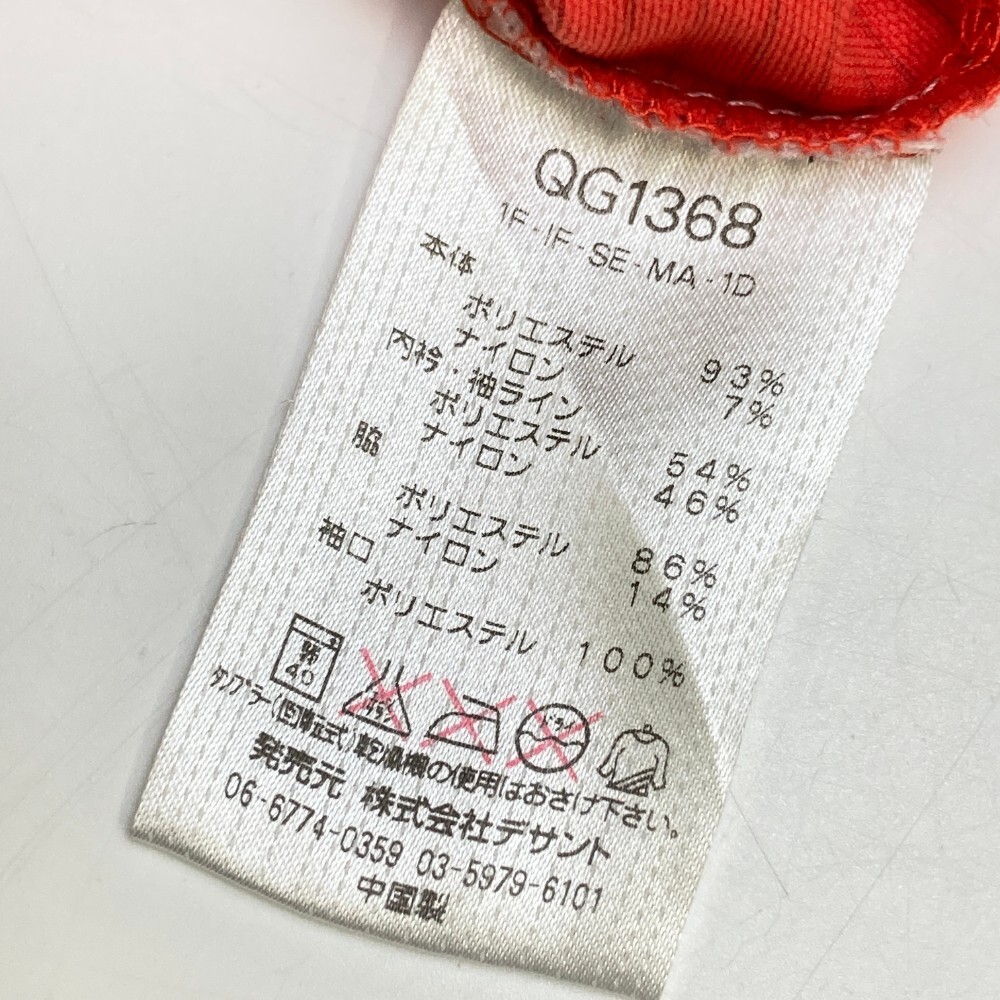 QG1368
1F-IF-SE-MA-1D
本体
ポリエステル 93%
ナイロン 7%
内衿・袖ライン
ポリエステル 54%
ナイロン 46%
脇
ポリエステル 86%
ナイロン 14%
袖口
ポリエステル 100%
40 ドライ
タンブラー(回転式)乾燥機の使用はおさけ下さい。
発売元 株式会社デサント
06-6774-0359 03-5979-6101
中国製